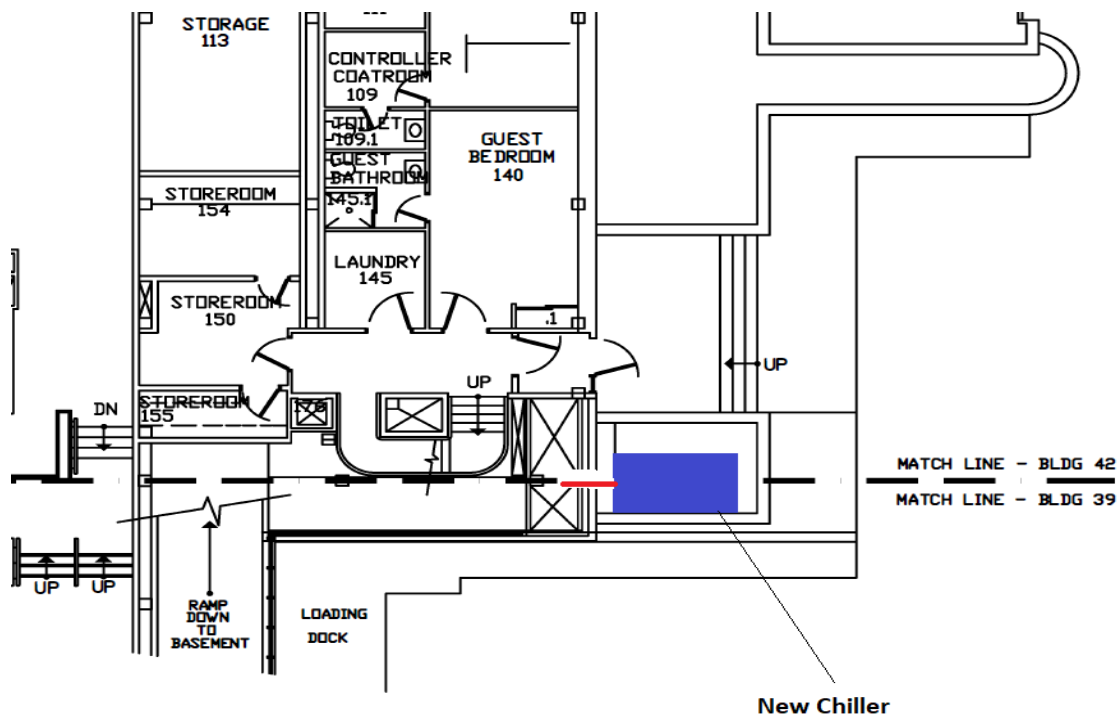 STORAGE
113
CONTROLLER
COATROOM
109
TOILET
109.1
GUEST
BATHROOM
145.1
GUEST
BEDROOM
140
STOREROOM
154
LAUNDRY
145
STOREROOM
150
.1
UP
UP
STOREROOM
155
DN
MATCH LINE - BLDG 42
MATCH LINE - BLDG 39
UP
UP
RAMP
DOWN
TO
BASEMENT
LOADING
DOCK
New Chiller